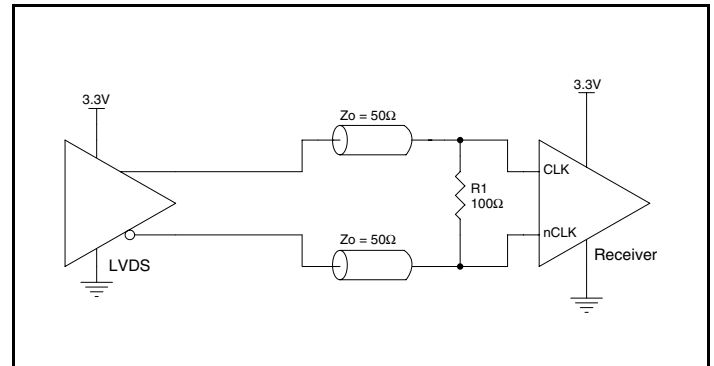 3.3V
3.3V
Zo = 50Ω
CLK
R1
100Ω
Zo = 50Ω
nCLK
LVDS
Receiver